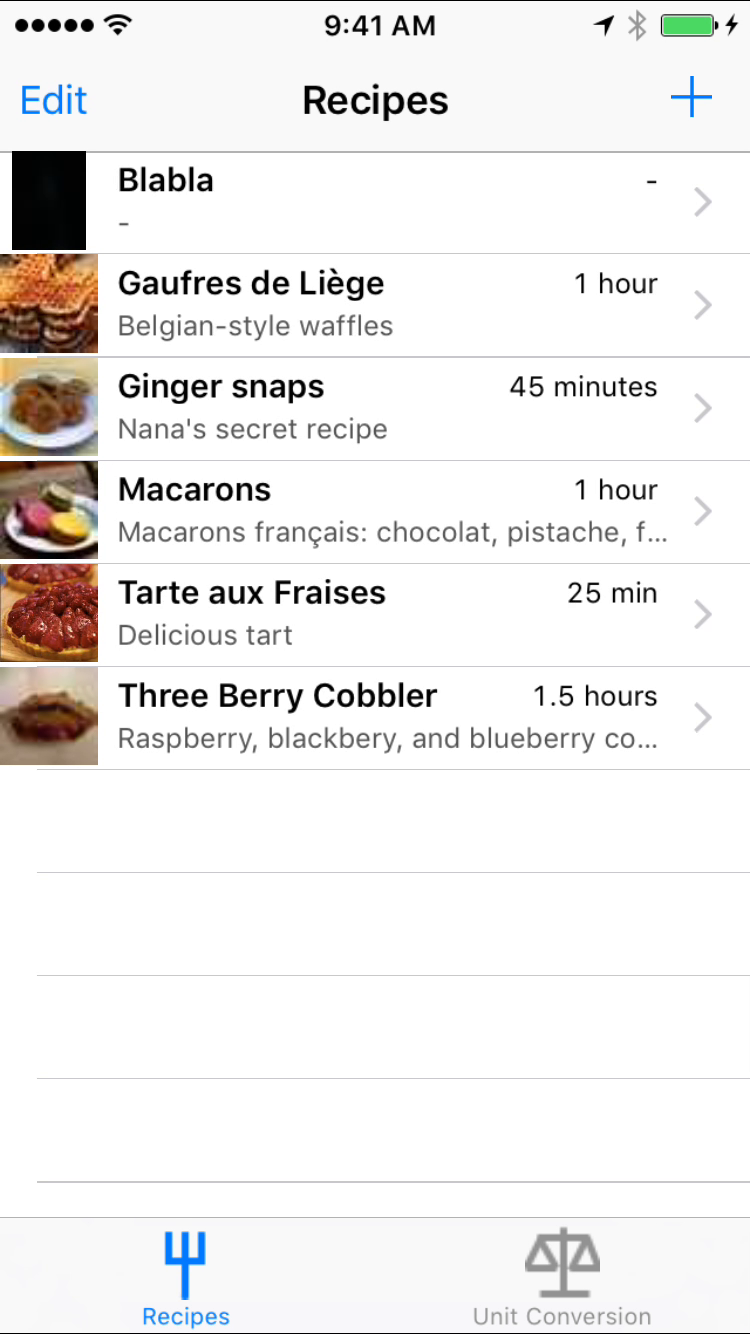 9:41 AM
Edit Recipes +
Blabla -
-
Gaufres de Liège 1 hour
Belgian-style waffles
Ginger snaps 45 minutes
Nana's secret recipe
Macarons 1 hour
Macarons français: chocolat, pistache, f...
Tarte aux Fraises 25 min
Delicious tart
Three Berry Cobbler 1.5 hours
Raspberry, blackbery, and blueberry co...
Recipes Unit Conversion